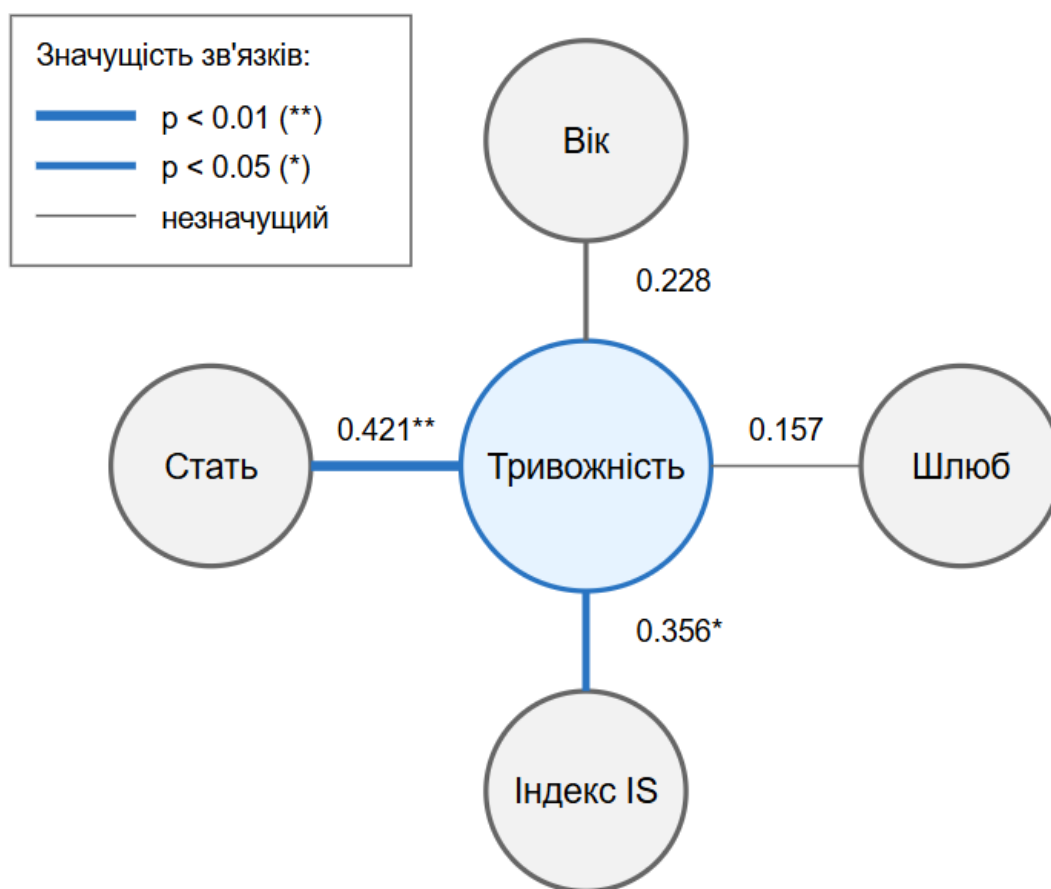 Значущість зв'язків:
p < 0.01 (**)
p < 0.05 (*)
незначущий
Вік
0.228
Стать
0.421**
Тривожність
0.157
Шлюб
0.356*
Індекс IS